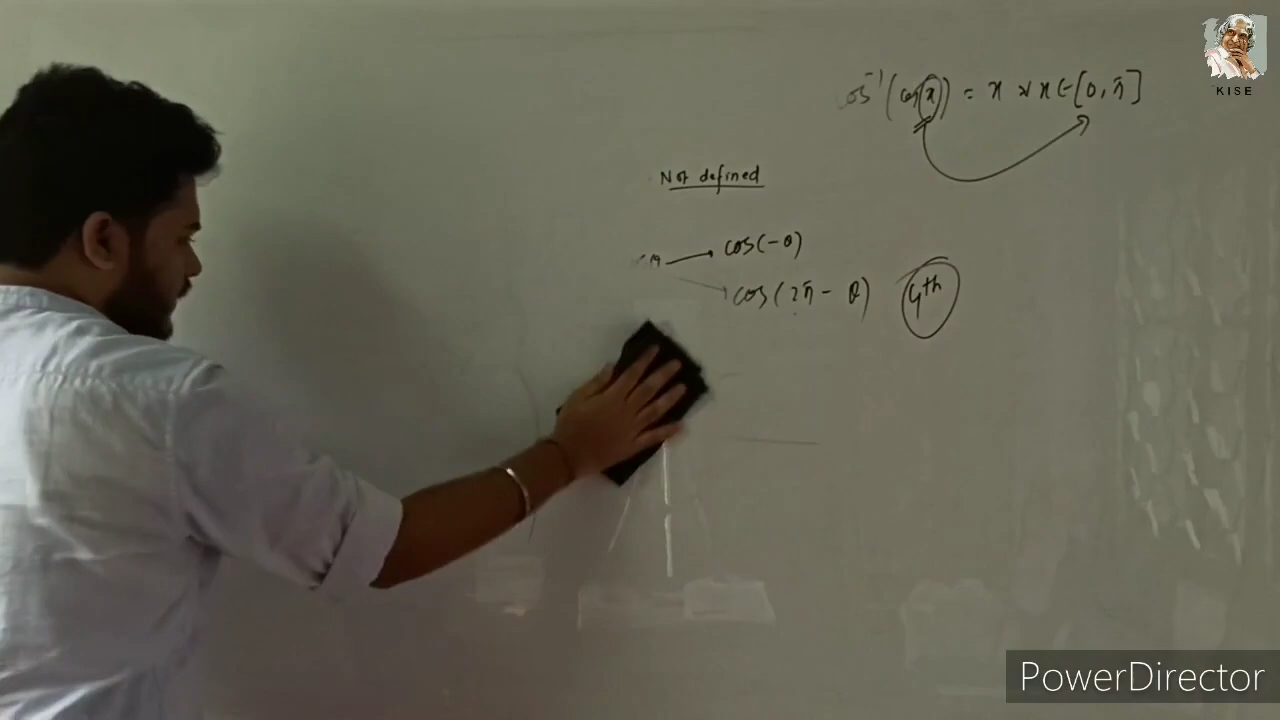 KISE
cos⁻¹(cos(x)) = x ∀ x ∈ [0, π]
Not defined
cos(-θ)
cos(2π - θ) 4th
PowerDirector